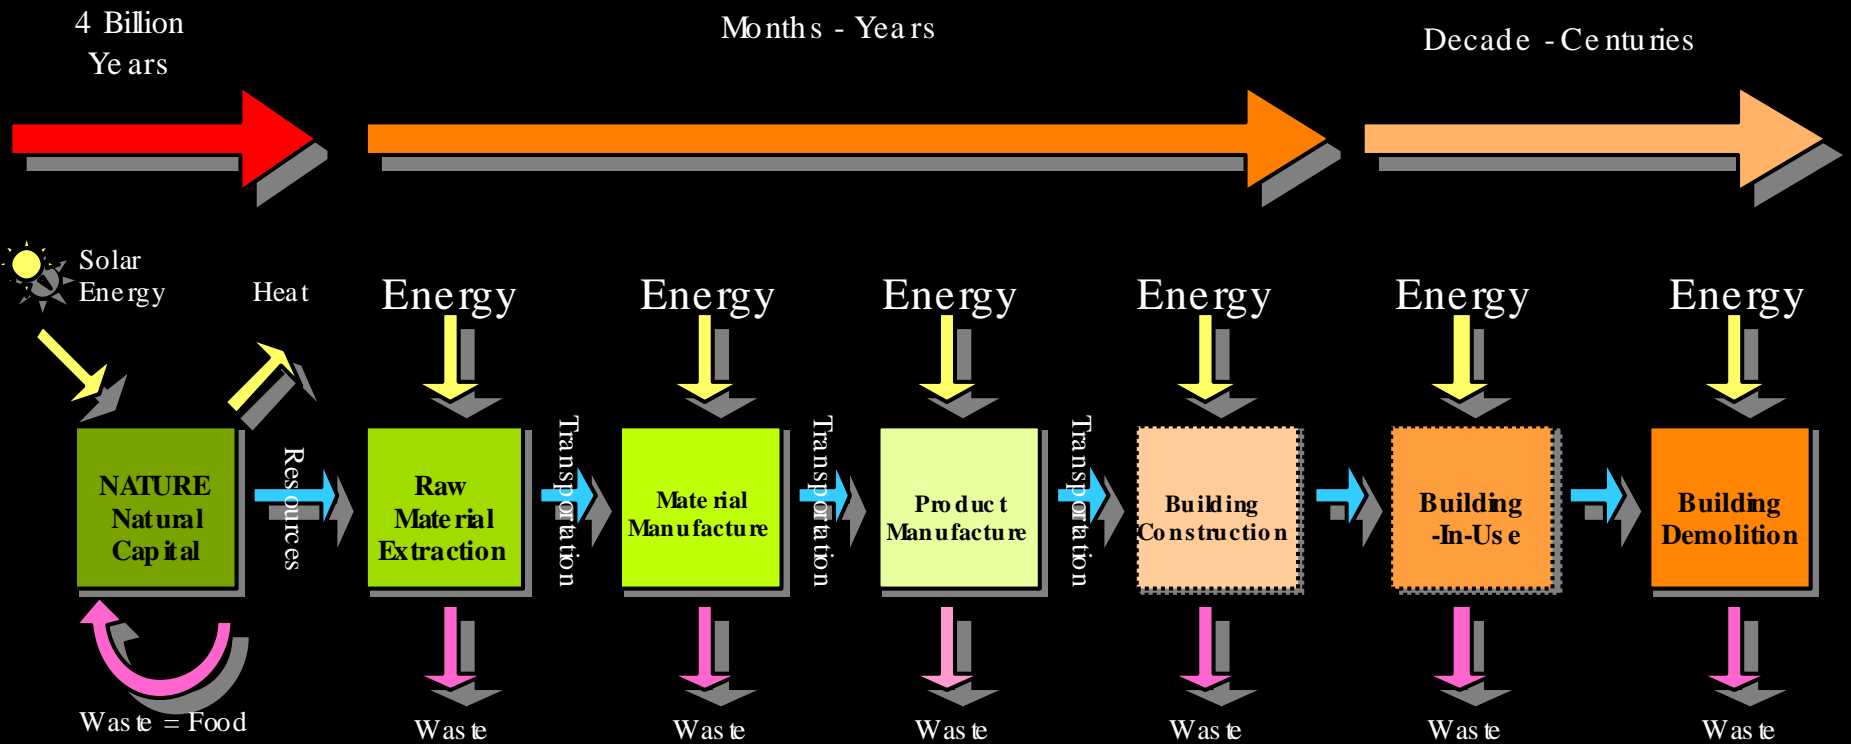 4 Billion
Years
Months - Years
Decade - Centuries
Solar
Energy
Heat
Energy
Energy
Energy
Energy
Energy
Energy
NATURE
Natural
Capital
Resources
Raw
Material
Extraction
Transportation
Material
Manufacture
Transportation
Product
Manufacture
Transportation
Building
Construction
Building
-In-Use
Building
Demolition
Waste = Food
Waste
Waste
Waste
Waste
Waste
Waste